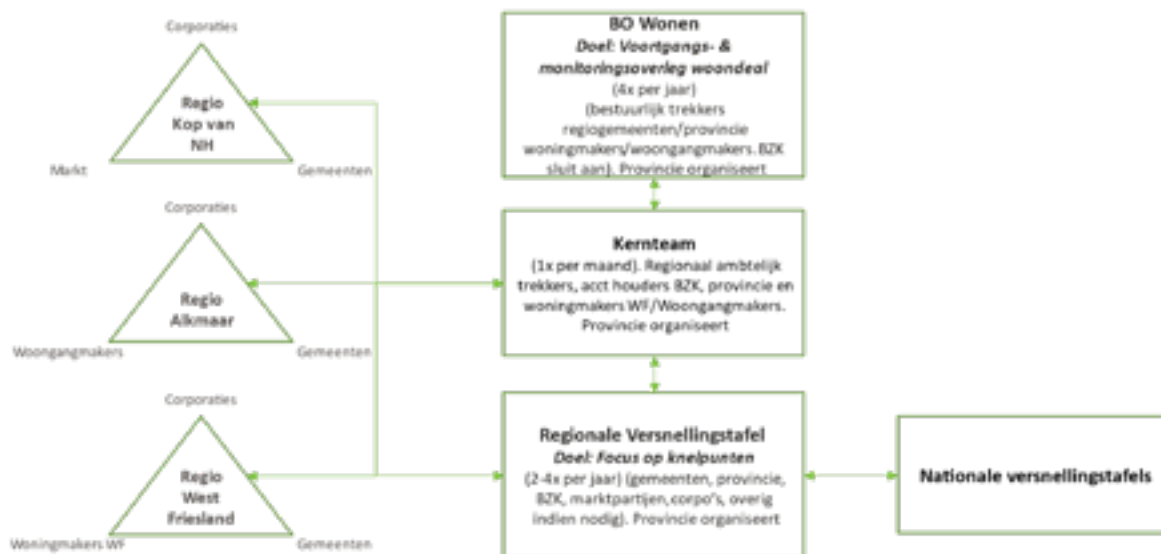 Corporaties
Regio
Kop van
NH
Markt
Gemeenten
Corporaties
Regio
Alkmaar
Woongangmakers
Gemeenten
Corporaties
Regio
West
Friesland
Woningmakers WF
Gemeenten
BO Wonen
Doel: Voortgangs- &
monitoringsoverleg woondeal
(4x per jaar)
(bestuurlijk trekkers
regiogemeenten/provincie
woningmakers/woongangmakers. BZK
sluit aan). Provincie organiseert
Kernteam
(1x per maand). Regionaal ambtelijk
trekkers, acct houders BZK, provincie en
woningmakers WF/Woongangmakers.
Provincie organiseert
Regionale Versnellingstafel
Doel: Focus op knelpunten
(2-4x per jaar) (gemeenten, provincie,
BZK, marktpartijen,corpo's, overig
indien nodig). Provincie organiseert
Nationale versnellingstafels